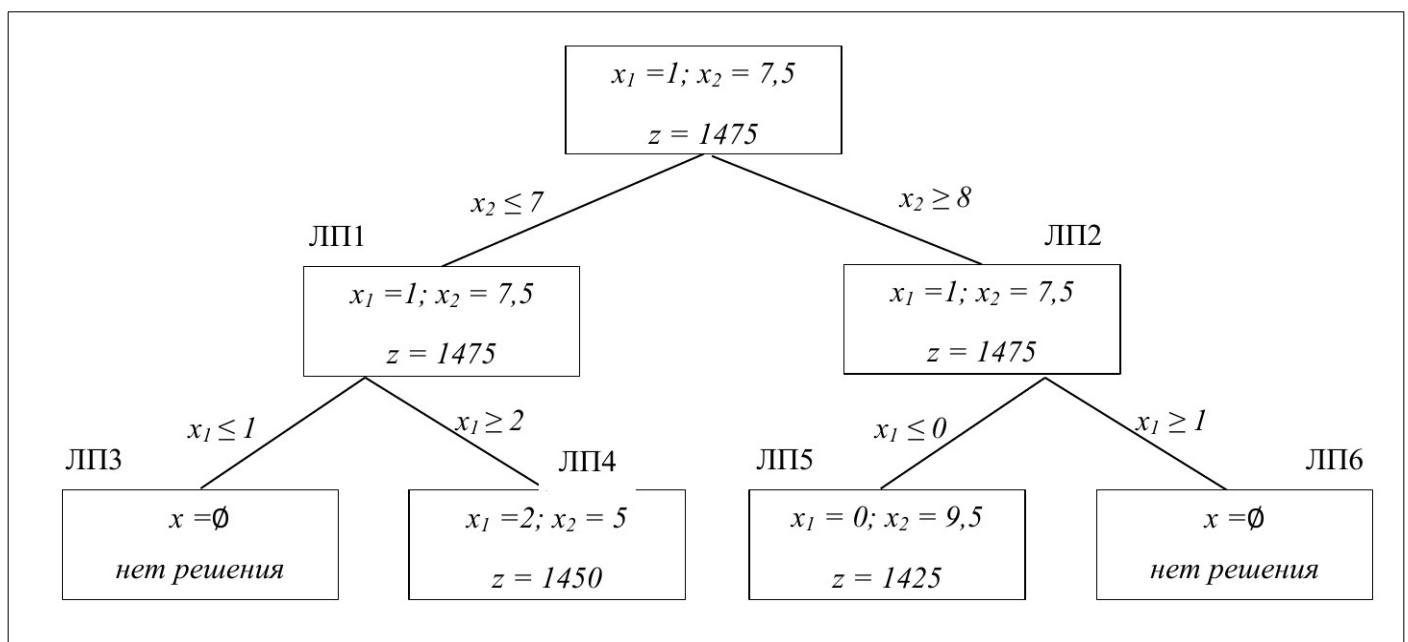 x₁ =1; x₂ = 7,5
z = 1475
x₂ ≤ 7
x₂ ≥ 8
ЛП1
ЛП2
x₁ =1; x₂ = 7,5
z = 1475
x₁ =1; x₂ = 7,5
z = 1475
x₁ ≤ 1
x₁ ≥ 2
x₁ ≤ 0
x₁ ≥ 1
ЛП3
ЛП4
ЛП5
ЛП6
x =∅
нет решения
x₁ =2; x₂ = 5
z = 1450
x₁ = 0; x₂ = 9,5
z = 1425
x =∅
нет решения